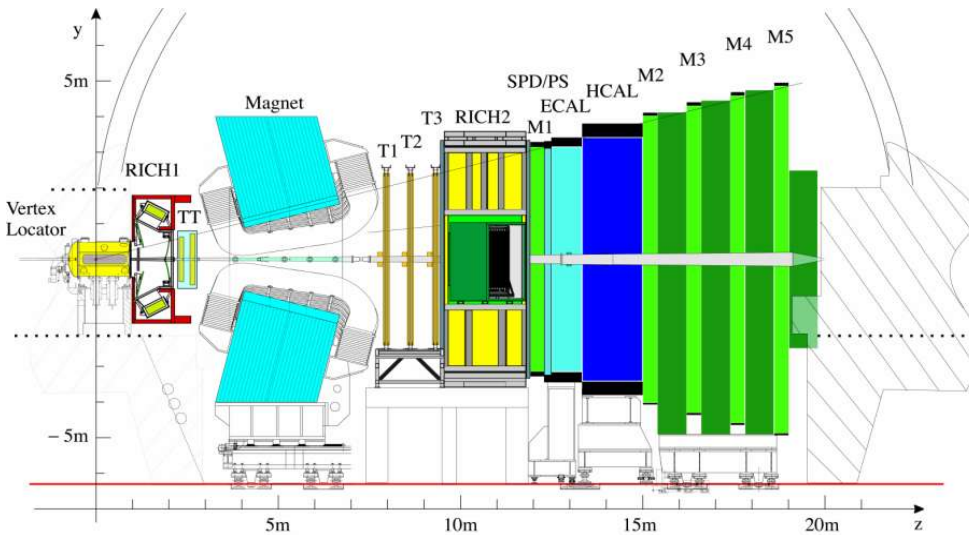 y
5m
Magnet
SPD/PS
ECAL
HCAL
M1
M2
M3
M4
M5
T1
T2
T3
RICH2
RICH1
TT
Vertex
Locator
− 5m
5m
10m
15m
20m
z